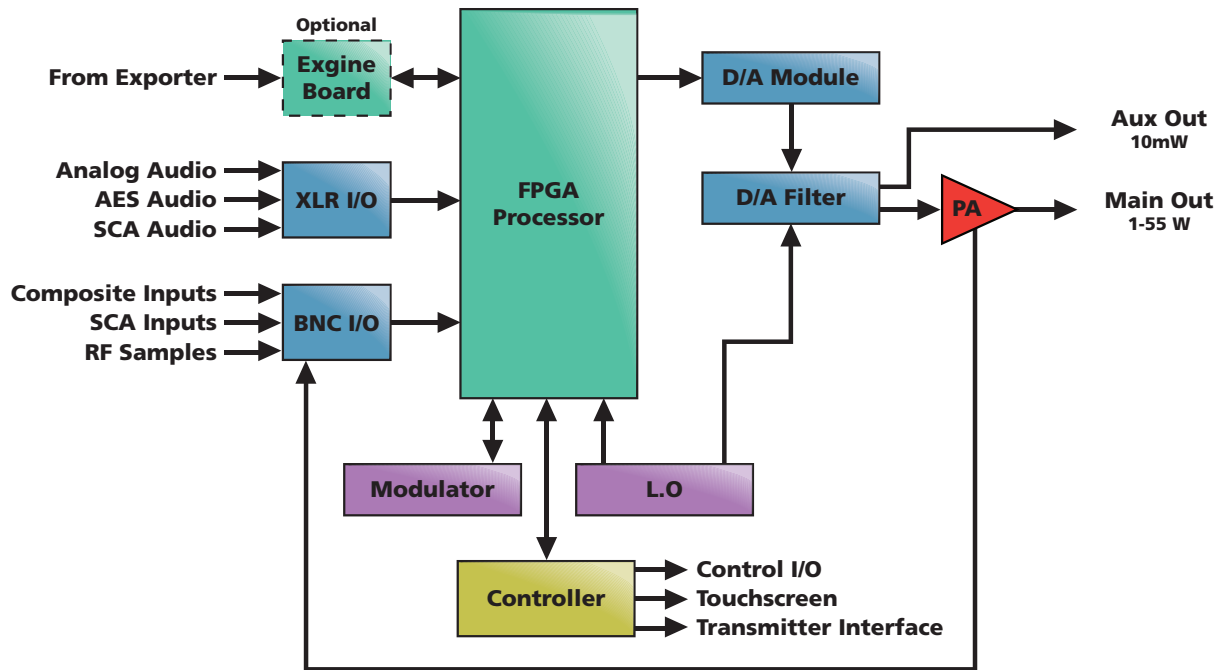 Optional
From Exporter
Exgine
Board
D/A Module
Aux Out
10mW
Analog Audio
AES Audio
SCA Audio
XLR I/O
FPGA
Processor
D/A Filter
PA
Main Out
1-55 W
Composite Inputs
SCA Inputs
RF Samples
BNC I/O
Modulator
L.O
Controller
Control I/O
Touchscreen
Transmitter Interface